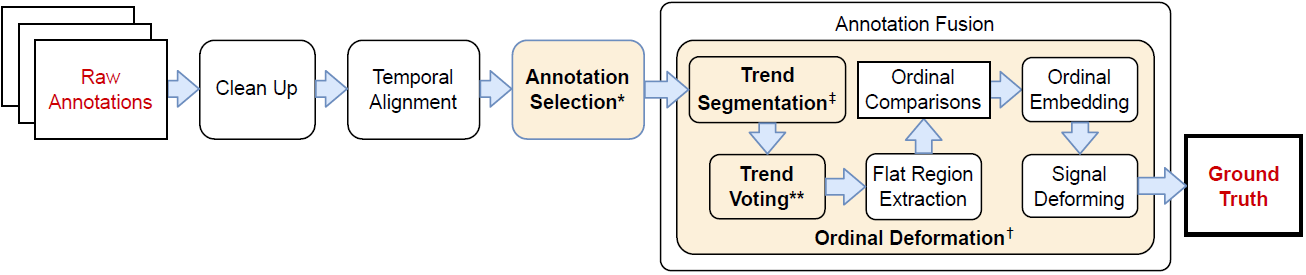 Raw
Annotations
Clean Up
Temporal
Alignment
Annotation
Selection*
Annotation Fusion
Trend
Segmentation‡
Trend
Voting**
Flat Region
Extraction
Ordinal
Comparisons
Ordinal
Embedding
Signal
Deforming
Ordinal Deformation†
Ground
Truth